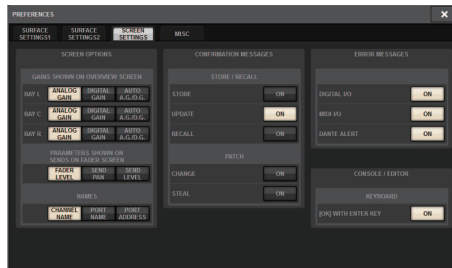 PREFERENCES
SURFACE SETTINGS1
SURFACE SETTINGS2
SCREEN SETTINGS
MISC
SCREEN OPTIONS
GAINS SHOWN ON OVERVIEW SCREEN
BAY L ANALOG GAIN DIGITAL GAIN AUTO A.G./D.G.
BAY C ANALOG GAIN DIGITAL GAIN AUTO A.G./D.G.
BAY R ANALOG GAIN DIGITAL GAIN AUTO A.G./D.G.
PARAMETERS SHOWN ON
SENDS ON FADER SCREEN
FADER LEVEL SEND PAN SEND LEVEL
NAMES
CHANNEL NAME PORT NAME PORT ADDRESS
CONFIRMATION MESSAGES
STORE / RECALL
STORE ON
UPDATE ON
RECALL ON
PATCH
CHANGE ON
STEAL ON
ERROR MESSAGES
DIGITAL I/O ON
MIDI I/O ON
DANTE ALERT ON
CONSOLE / EDITOR
KEYBOARD
[OK] WITH ENTER KEY ON